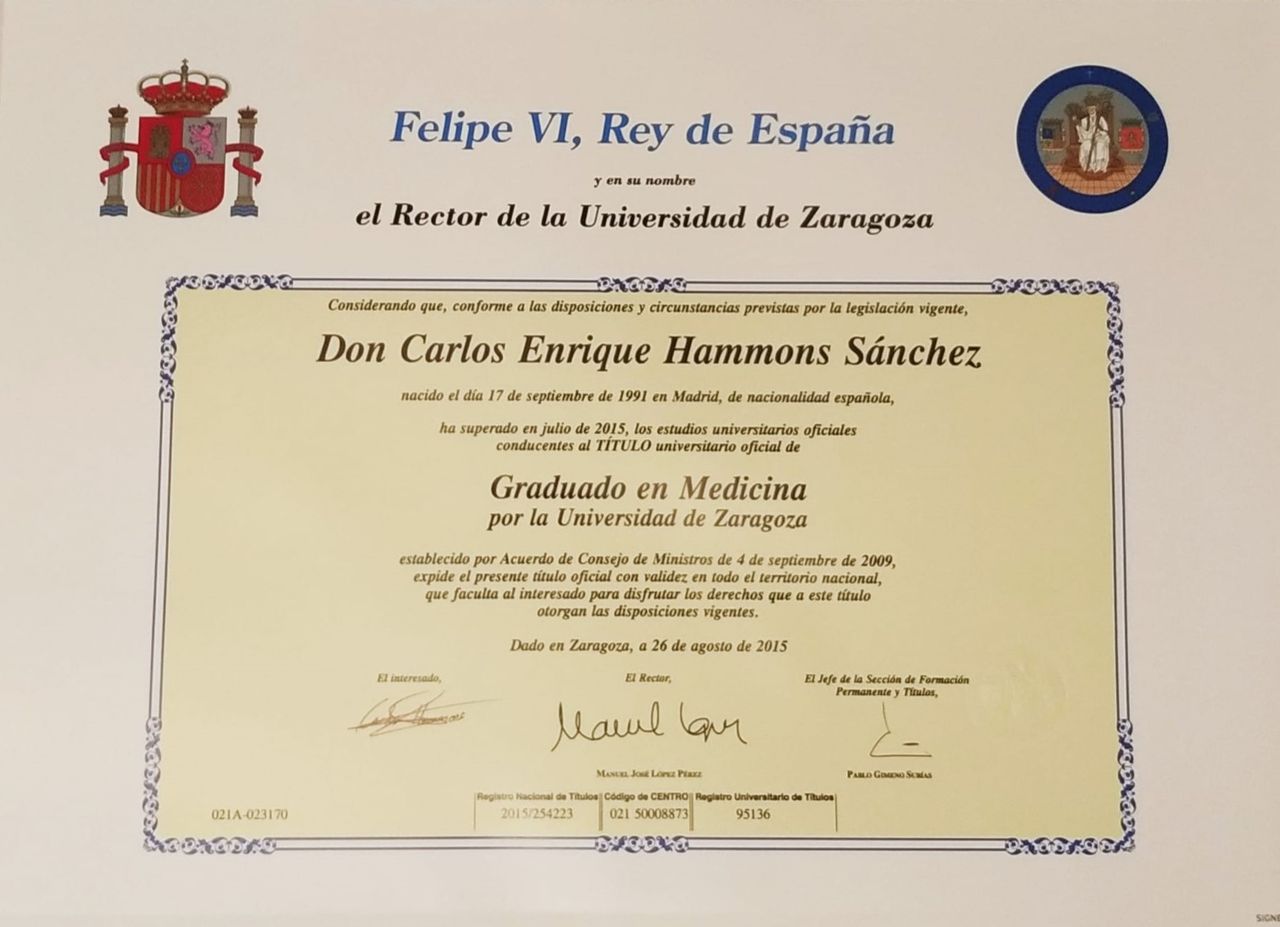 Felipe VI, Rey de España
y en su nombre
el Rector de la Universidad de Zaragoza
Considerando que, conforme a las disposiciones y circunstancias previstas por la legislación vigente,
Don Carlos Enrique Hammons Sánchez
nacido el día 17 de septiembre de 1991 en Madrid, de nacionalidad española,
ha superado en julio de 2015, los estudios universitarios oficiales
conducentes al TÍTULO universitario oficial de
Graduado en Medicina
por la Universidad de Zaragoza
establecido por Acuerdo de Consejo de Ministros de 4 de septiembre de 2009,
expide el presente título oficial con validez en todo el territorio nacional,
que faculta al interesado para disfrutar los derechos que a este título
otorgan las disposiciones vigentes.
Dado en Zaragoza, a 26 de agosto de 2015
El interesado,
El Rector,
El Jefe de la Sección de Formación
Permanente y Títulos,
Manuel José López Pérez
Pablo Gimeno Subías
Registro Nacional de Títulos Código de CENTRO Registro Universitario de Títulos
021A-023170 2015/254223 021 50008873 95136
SIGNE